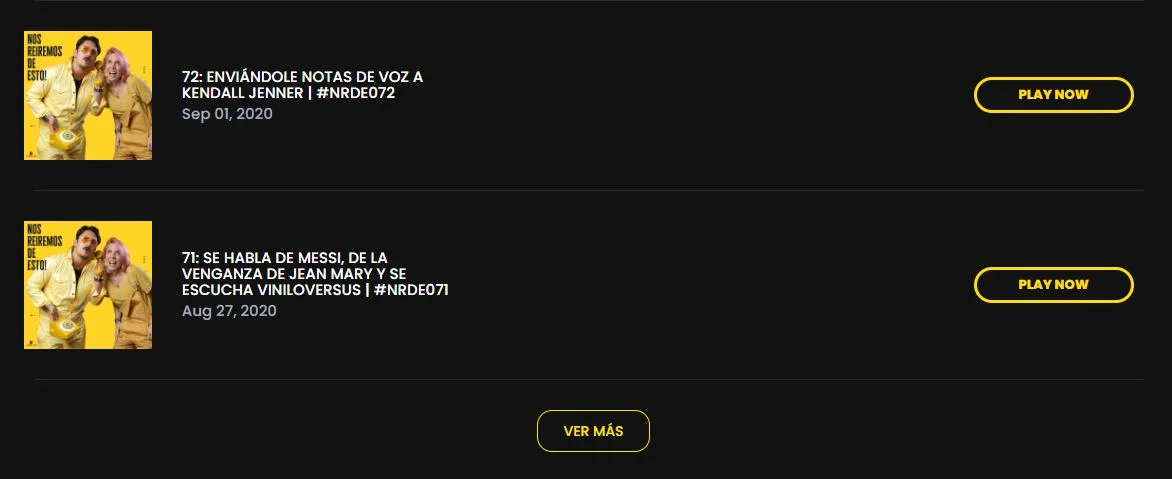 NOS
REIREMOS
DE
ESTO!
72: ENVIÁNDOLE NOTAS DE VOZ A
KENDALL JENNER | #NRDE072
Sep 01, 2020
PLAY NOW
NOS
REIREMOS
DE
ESTO!
71: SE HABLA DE MESSI, DE LA
VENGANZA DE JEAN MARY Y SE
ESCUCHA VINILOVERSUS | #NRDE071
Aug 27, 2020
PLAY NOW
VER MÁS